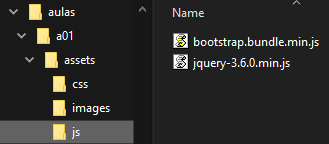 aulas
a01
assets
css
images
js
Name
bootstrap.bundle.min.js
jquery-3.6.0.min.js